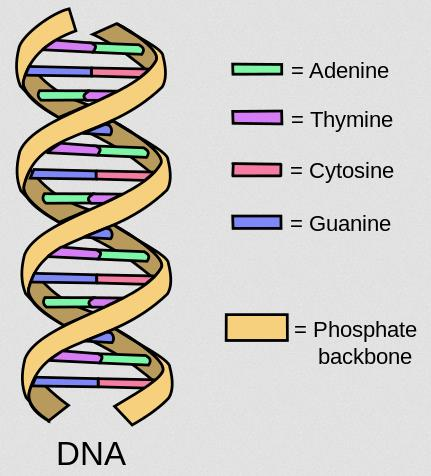 = Adenine
= Thymine
= Cytosine
= Guanine
= Phosphate
backbone
DNA